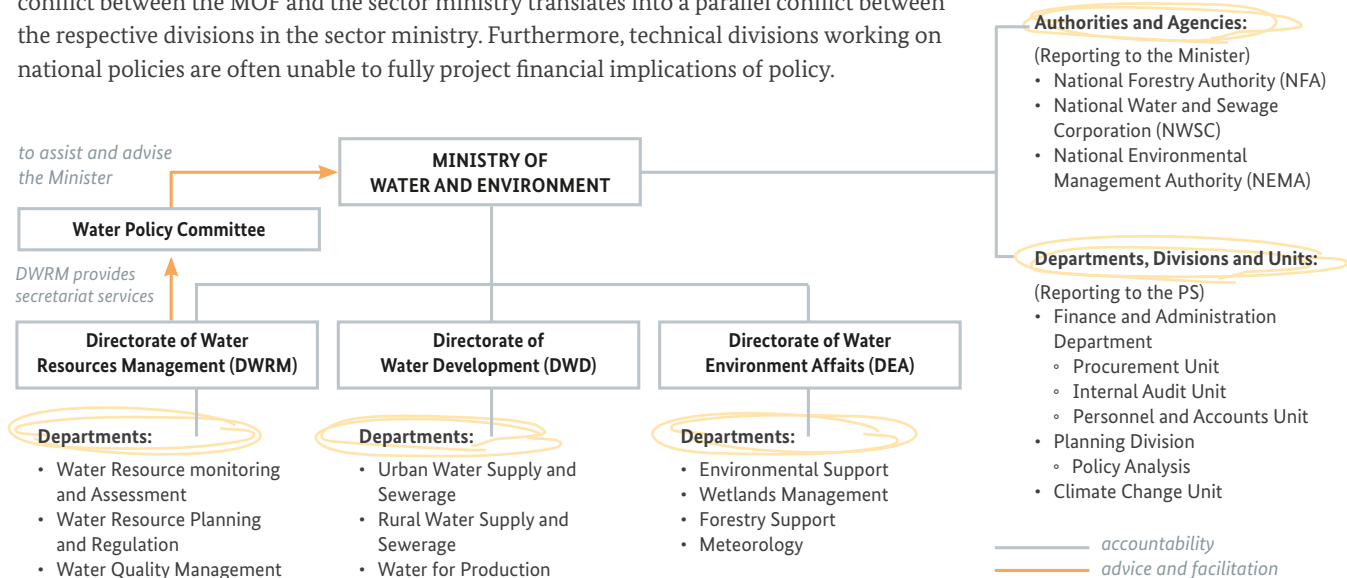 conflict between the MOF and the sector ministry translates into a parallel conflict between
the respective divisions in the sector ministry. Furthermore, technical divisions working on
national policies are often unable to fully project financial implications of policy.
to assist and advise
the Minister
MINISTRY OF
WATER AND ENVIRONMENT
Water Policy Committee
DWRM provides
secretariat services
Directorate of Water
Resources Management (DWRM)
Departments:
• Water Resource monitoring
and Assessment
• Water Resource Planning
and Regulation
• Water Quality Management
Directorate of
Water Development (DWD)
Departments:
• Urban Water Supply and
Sewerage
• Rural Water Supply and
Sewerage
• Water for Production
Directorate of Water
Environment Affaits (DEA)
Departments:
• Environmental Support
• Wetlands Management
• Forestry Support
• Meteorology
Authorities and Agencies:
(Reporting to the Minister)
• National Forestry Authority (NFA)
• National Water and Sewage
Corporation (NWSC)
• National Environmental
Management Authority (NEMA)
Departments, Divisions and Units:
(Reporting to the PS)
• Finance and Administration
Department
◦ Procurement Unit
◦ Internal Audit Unit
◦ Personnel and Accounts Unit
• Planning Division
◦ Policy Analysis
• Climate Change Unit
accountability
advice and facilitation